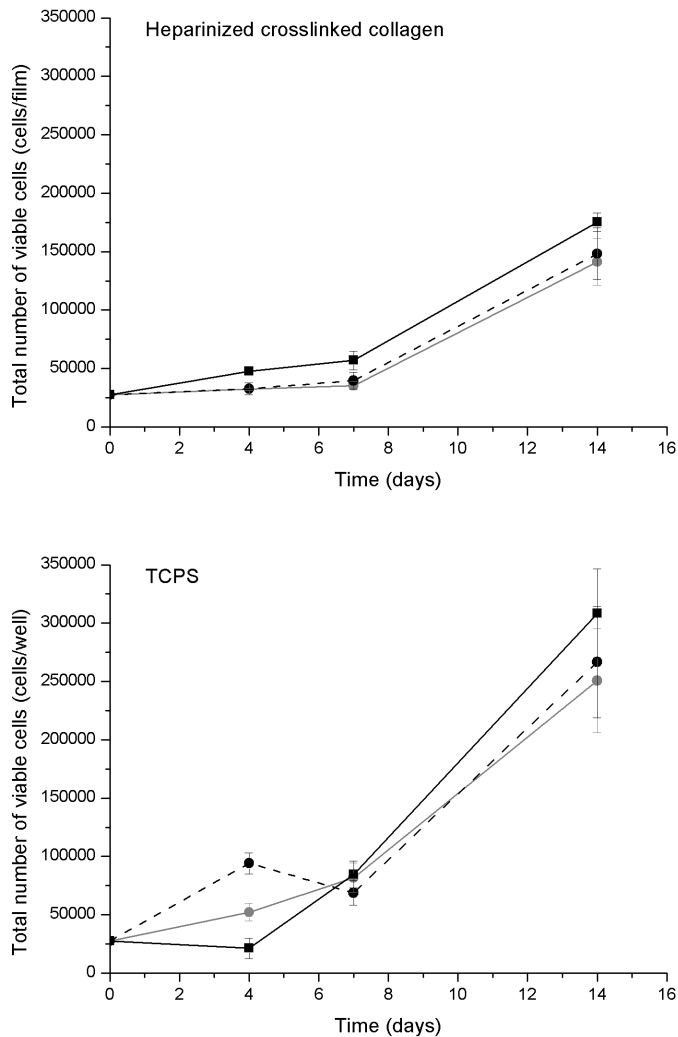 Heparinized crosslinked collagen
Total number of viable cells (cells/film)
350000
300000
250000
200000
150000
100000
50000
0
0 2 4 6 8 10 12 14 16
Time (days)
TCPS
Total number of viable cells (cells/well)
350000
300000
250000
200000
150000
100000
50000
0
0 2 4 6 8 10 12 14 16
Time (days)